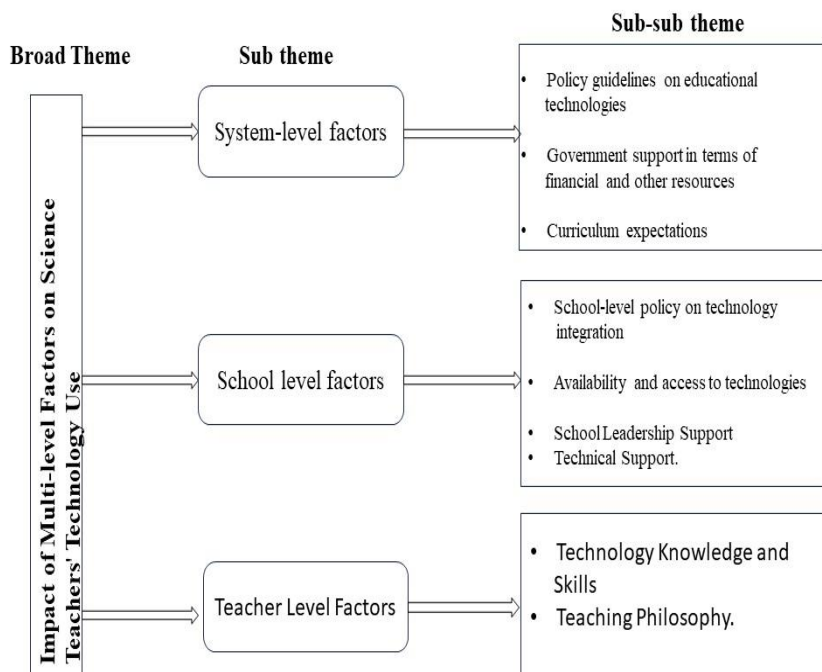 Sub-sub theme
Broad Theme
Sub theme
Impact of Multi-level Factors on Science
Teachers' Technology Use
System-level factors
• Policy guidelines on educational
technologies
• Government support in terms of
financial and other resources
• Curriculum expectations
School level factors
• School-level policy on technology
integration
• Availability and access to technologies
• School Leadership Support
• Technical Support.
Teacher Level Factors
• Technology Knowledge and
Skills
• Teaching Philosophy.